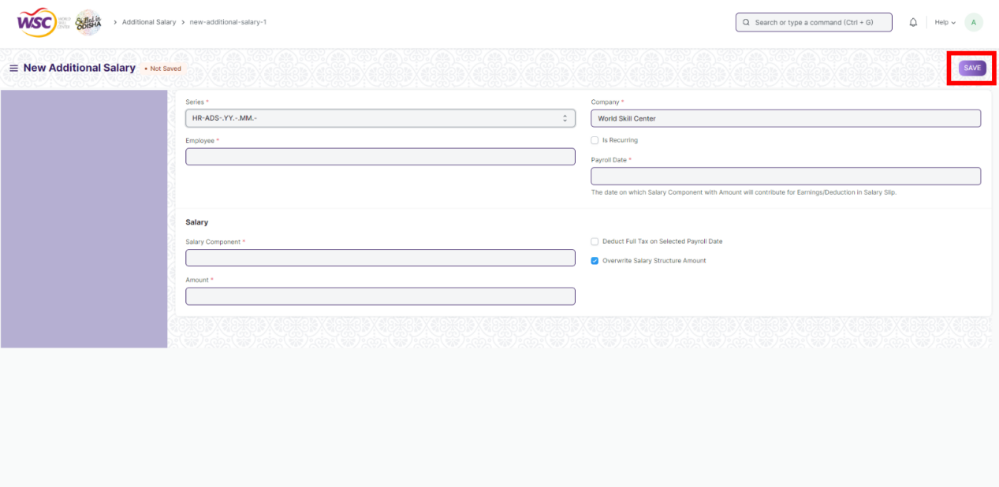 WSC WORLD SKILL CENTER Skilled in ODISHA > Additional Salary > new-additional-salary-1
Search or type a command (Ctrl + G)
Help
A
New Additional Salary • Not Saved
SAVE
Series *
HR-ADS-.YY.-.MM.-
Employee *
Company *
World Skill Center
Is Recurring
Payroll Date *
The date on which Salary Component with Amount will contribute for Earnings/Deduction in Salary Slip.
Salary
Salary Component *
Amount *
Deduct Full Tax on Selected Payroll Date
Overwrite Salary Structure Amount